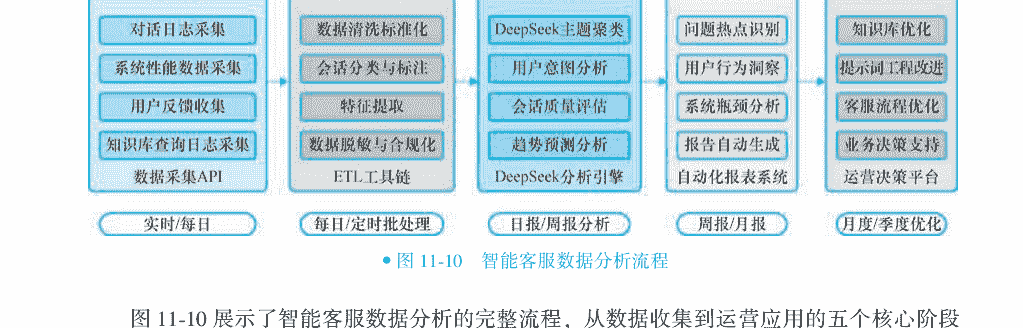 对话日志采集
系统性能数据采集
用户反馈收集
知识库查询日志采集
数据采集API
实时/每日
数据清洗标准化
会话分类与标注
特征提取
数据脱敏与合规化
ETL工具链
每日/定时批处理
DeepSeek主题聚类
用户意图分析
会话质量评估
趋势预测分析
DeepSeek分析引擎
日报/周报分析
问题热点识别
用户行为洞察
系统瓶颈分析
报告自动生成
自动化报表系统
周报/月报
知识库优化
提示词工程改进
客服流程优化
业务决策支持
运营决策平台
月度/季度优化
●图 11-10 智能客服数据分析流程
图 11-10 展示了智能客服数据分析的完整流程，从数据收集到运营应用的五个核心阶段